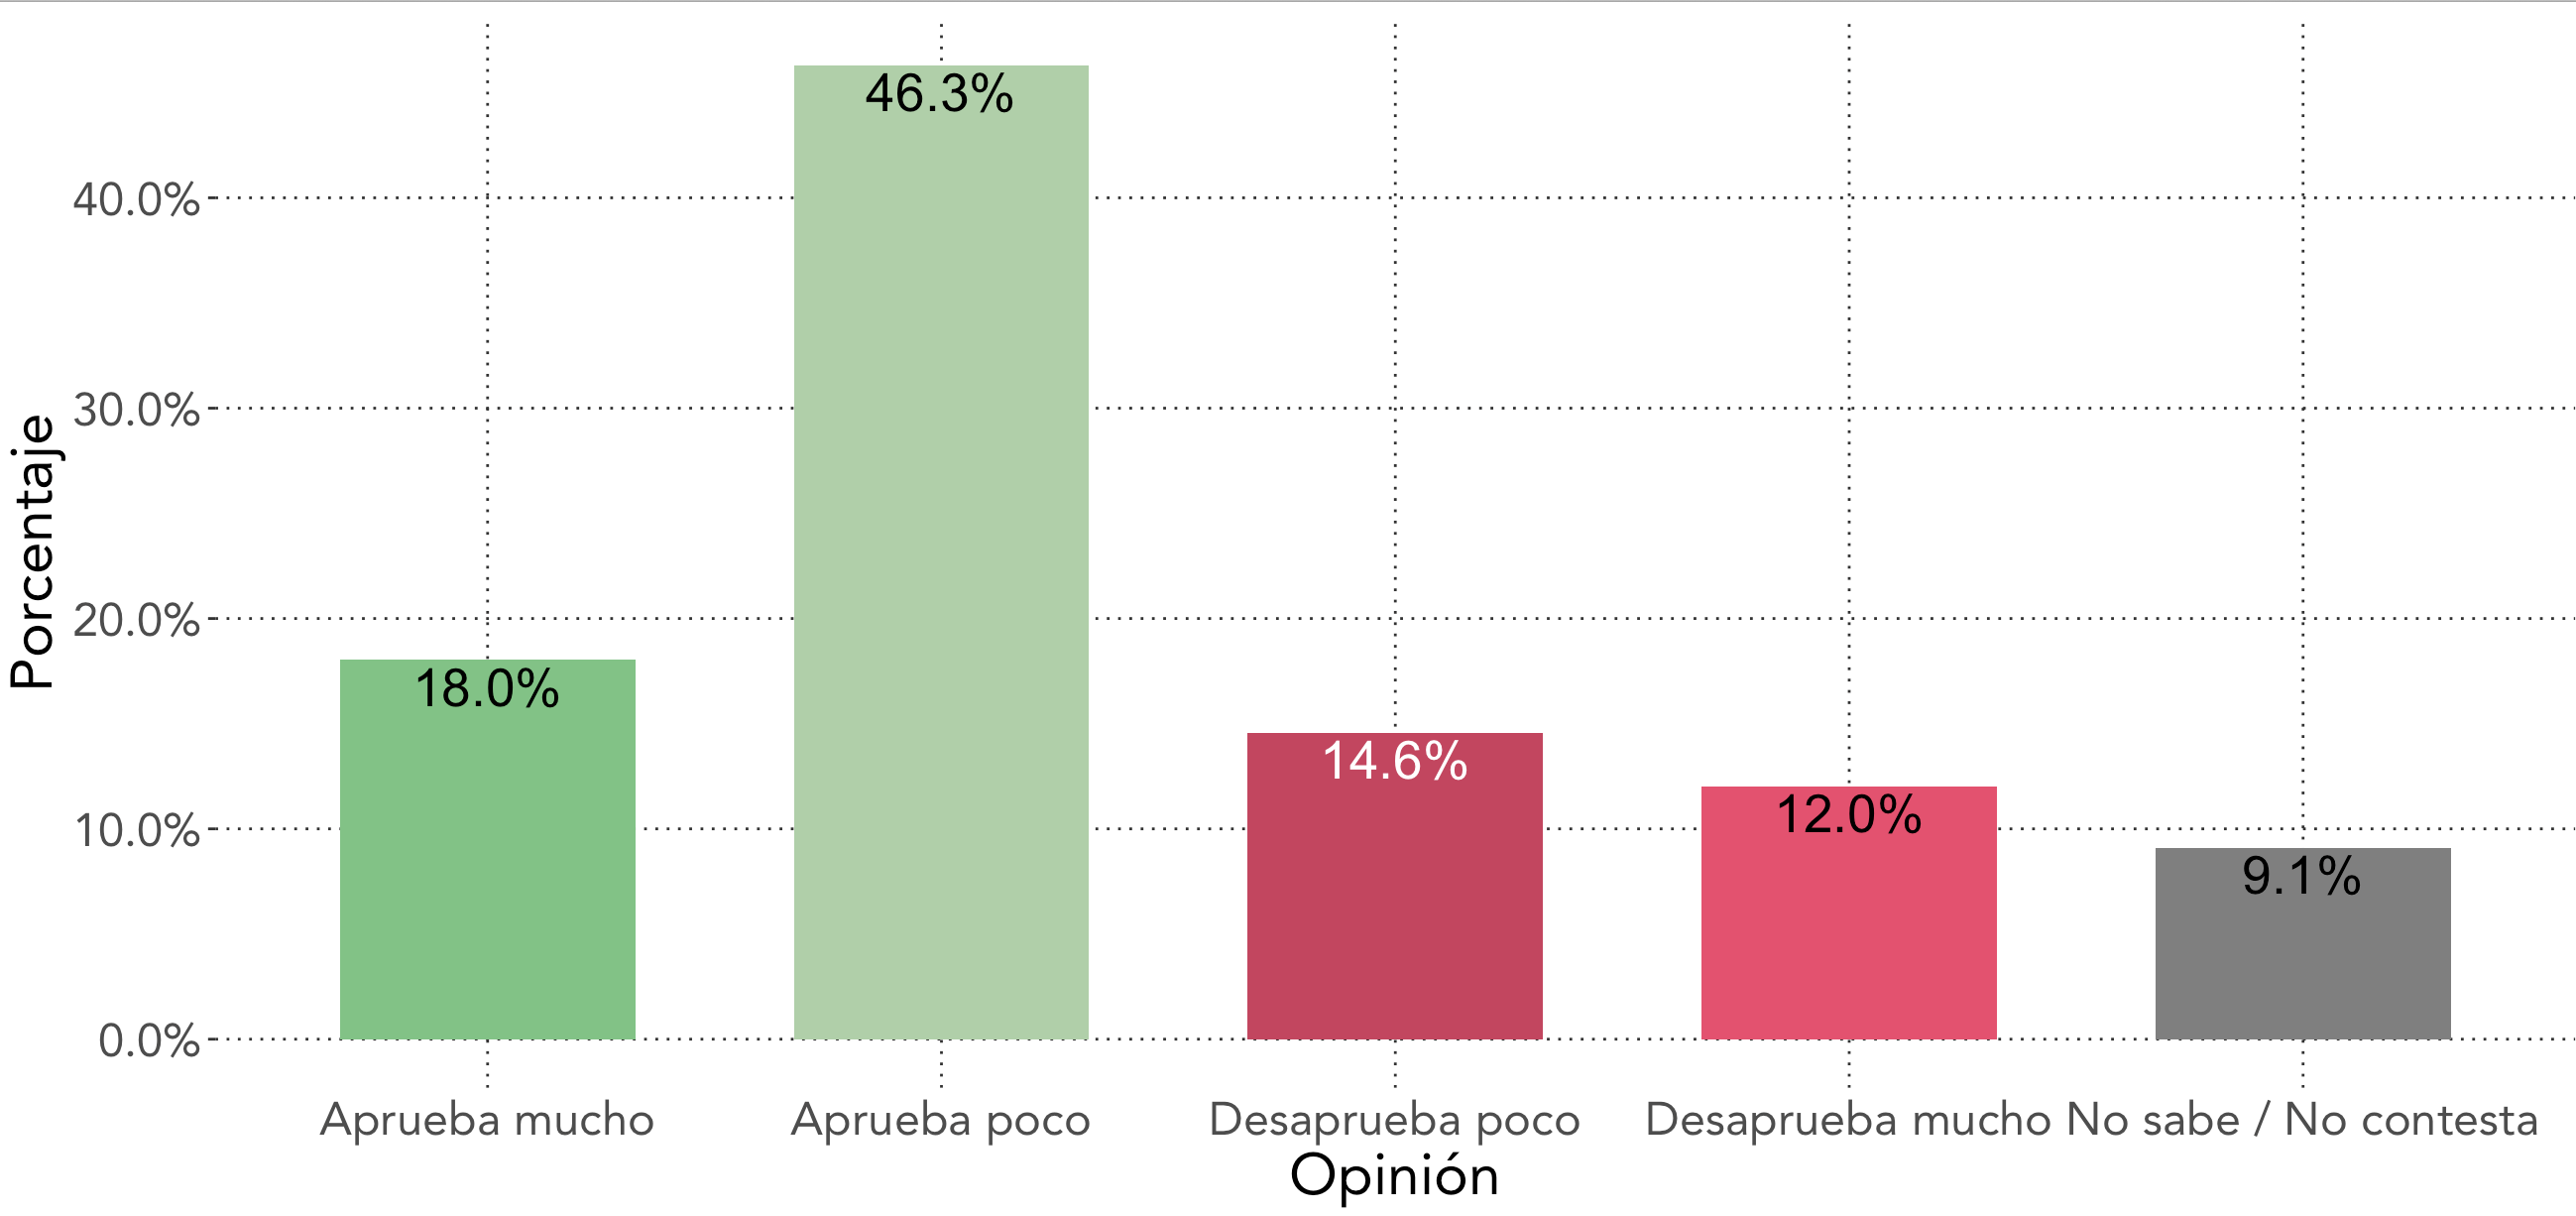 46.3%
40.0%
30.0%
20.0%
18.0%
14.6%
12.0%
10.0%
9.1%
0.0%
Porcentaje
Aprueba mucho
Aprueba poco
Desaprueba poco
Desaprueba mucho
No sabe / No contesta
Opinión